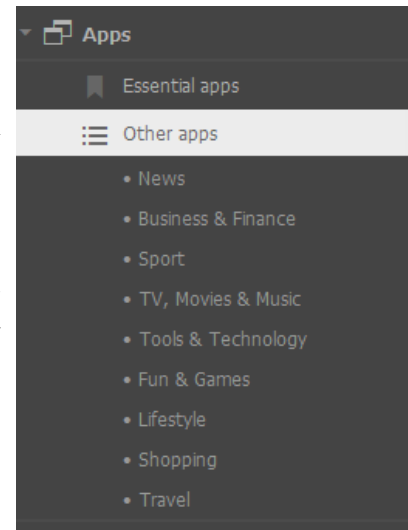 Apps
Essential apps
Other apps
• News
• Business & Finance
• Sport
• TV, Movies & Music
• Tools & Technology
• Fun & Games
• Lifestyle
• Shopping
• Travel